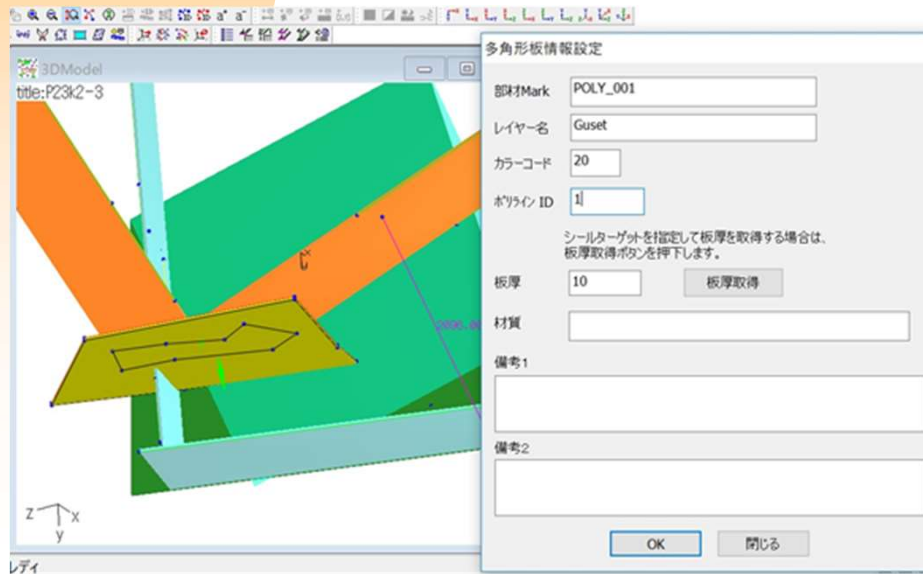 多角形板情報設定
3DModel
title:P23k2-3
部材Mark
POLY_001
レイヤー名
Guset
カラーコード
20
ポリライン ID
1
シールターゲットを指定して板厚を取得する場合は、
板厚取得ボタンを押下します。
板厚
10
板厚取得
材質
備考1
備考2
OK
閉じる
Z
X
y
レディ